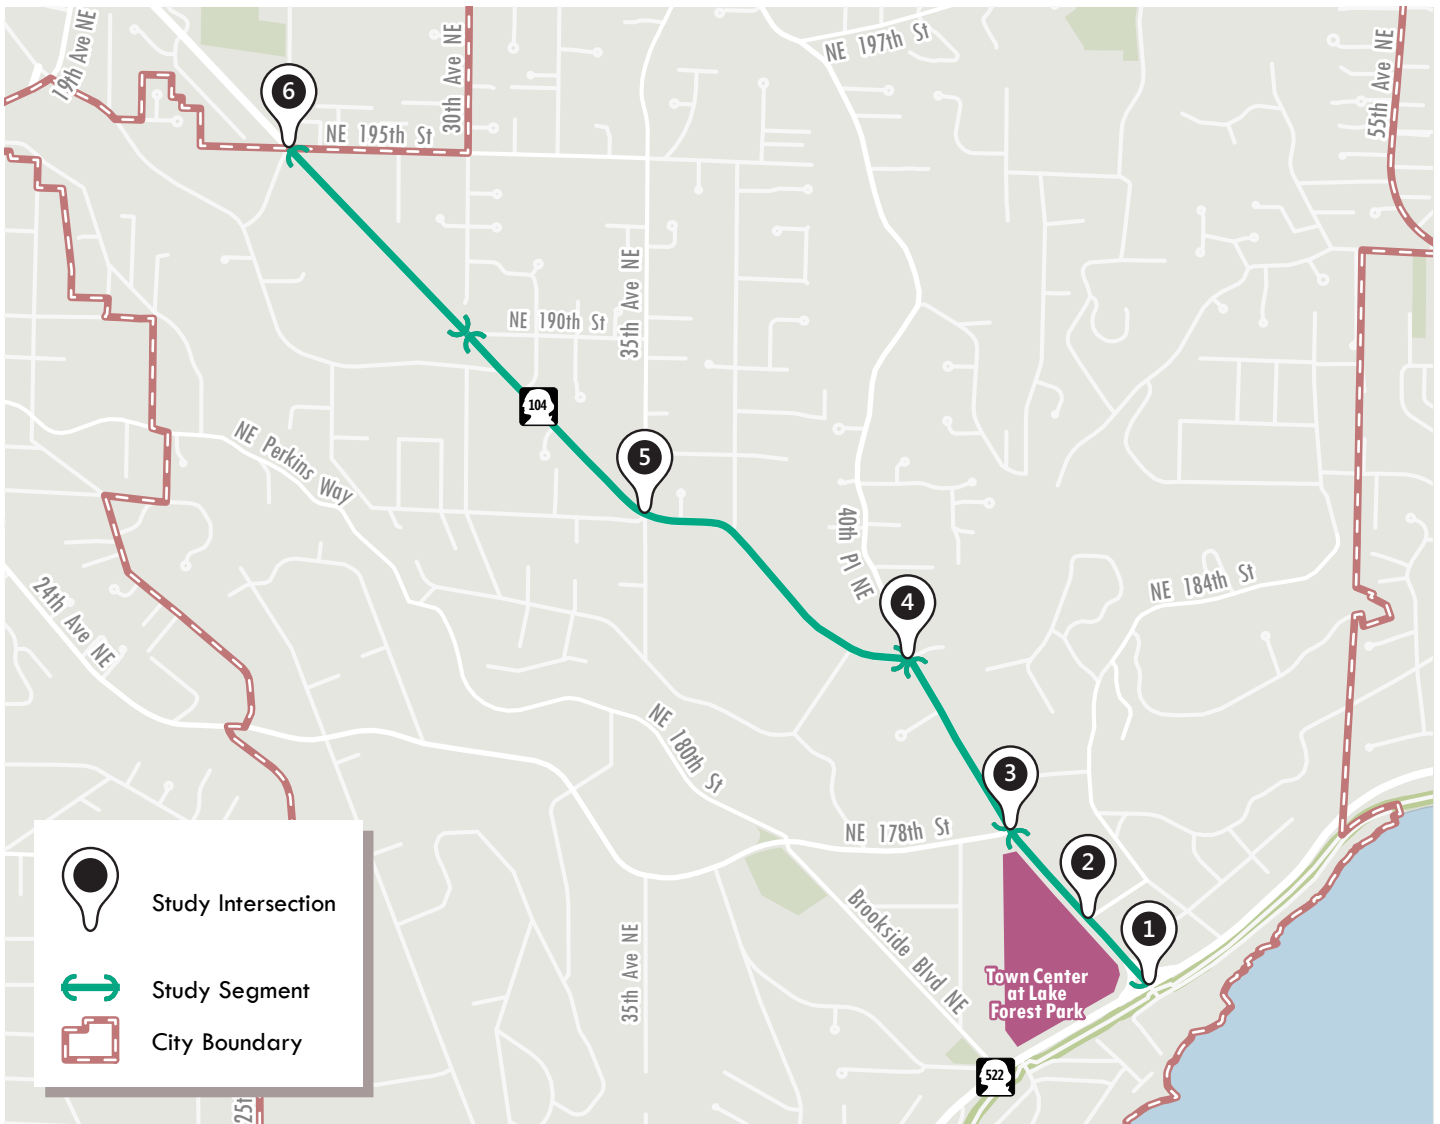 19th Ave NE
30th Ave NE
NE 197th St
55th Ave NE
6
NE 195th St
35th Ave NE
NE 190th St
104
NE Perkins Way
5
40th Pl NE
24th Ave NE
4
NE 184th St
NE 180th St
3
NE 178th St
2
1
Brookside Blvd NE
35th Ave NE
Town Center
at Lake
Forest Park
522
Study Intersection
Study Segment
City Boundary
25t